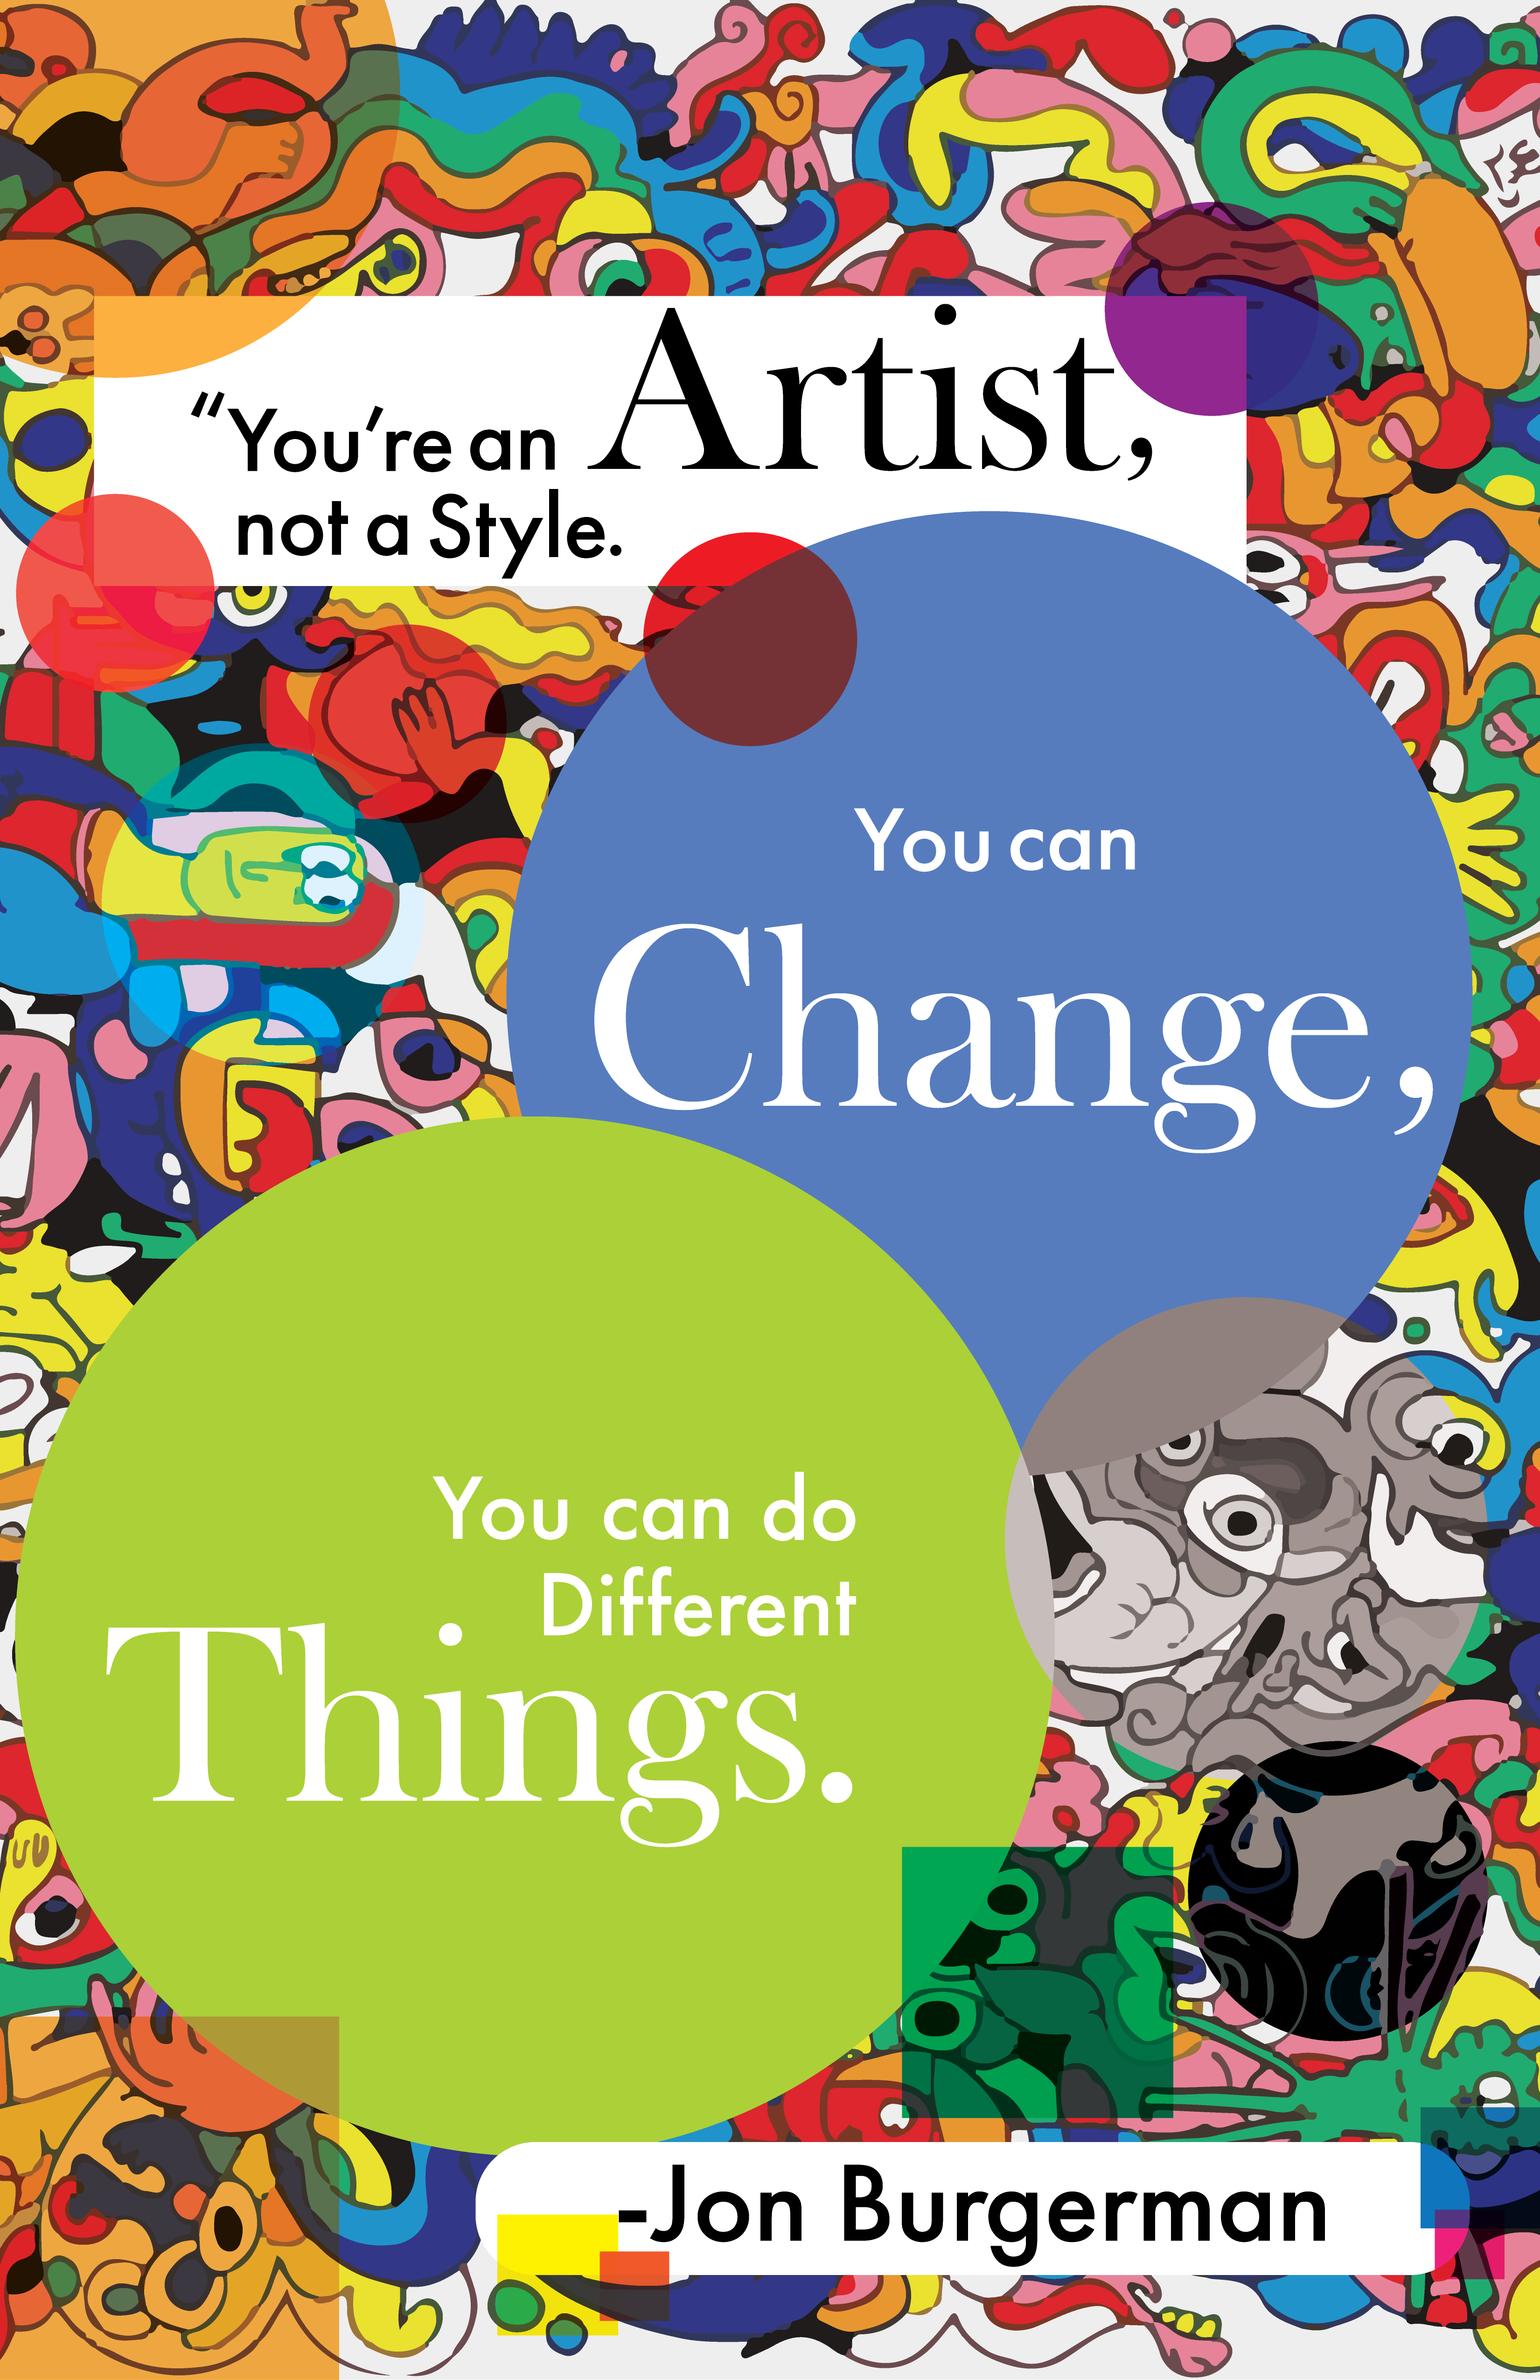 “You’re an Artist,
not a Style.
You can
Change,
You can do
Different
Things.
-Jon Burgerman